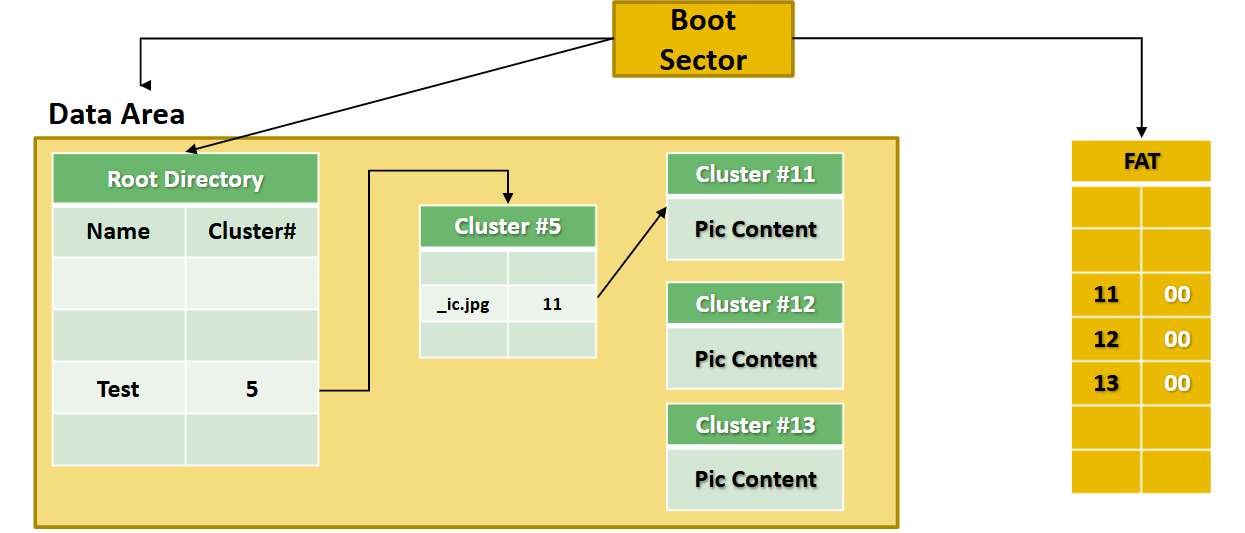 Boot
Sector
Data Area
Root Directory
Name Cluster#
Test 5
Cluster #5
_ic.jpg 11
Cluster #11
Pic Content
Cluster #12
Pic Content
Cluster #13
Pic Content
FAT
11 00
12 00
13 00